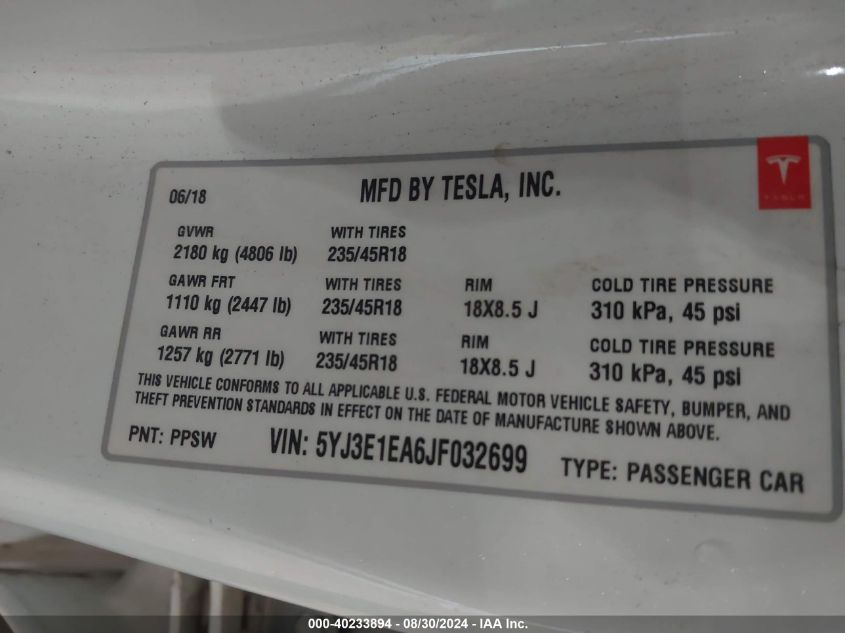 06/18 MFD BY TESLA, INC.
TESLA
GVWR WITH TIRES
2180 kg (4806 lb) 235/45R18
GAWR FRT WITH TIRES RIM COLD TIRE PRESSURE
1110 kg (2447 lb) 235/45R18 18X8.5 J 310 kPa, 45 psi
GAWR RR WITH TIRES RIM COLD TIRE PRESSURE
1257 kg (2771 lb) 235/45R18 18X8.5 J 310 kPa, 45 psi
THIS VEHICLE CONFORMS TO ALL APPLICABLE U.S. FEDERAL MOTOR VEHICLE SAFETY, BUMPER, AND
THEFT PREVENTION STANDARDS IN EFFECT ON THE DATE OF MANUFACTURE SHOWN ABOVE.
PNT: PPSW VIN: 5YJ3E1EA6JF032699 TYPE: PASSENGER CAR
000-40233894 - 08/30/2024 - IAA Inc.